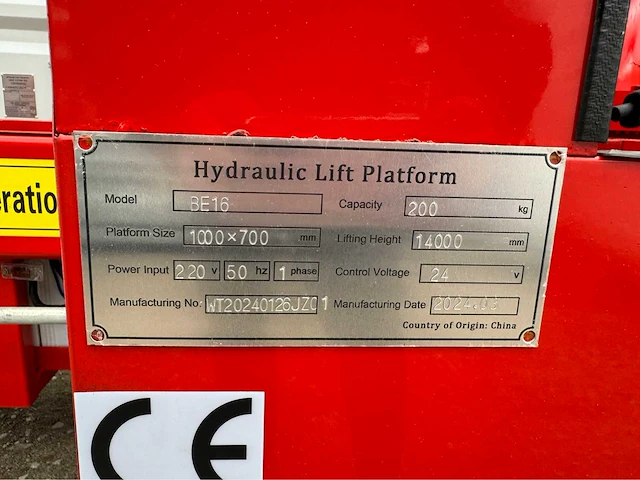 Hydraulic Lift Platform
Model BE16 Capacity 200 kg
Platform Size 1000×700 mm Lifting Height 14000 mm
Power Input 220 v 50 hz 1 phase Control Voltage 24 v
Manufacturing No. WT20240126JZ01 Manufacturing Date
Country of Origin: China
eratio
CE